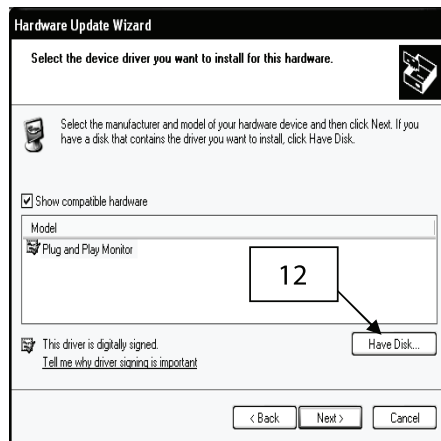 Hardware Update Wizard
Select the device driver you want to install for this hardware.
Select the manufacturer and model of your hardware device and then click Next. If you
have a disk that contains the driver you want to install, click Have Disk.
Show compatible hardware
Model
Plug and Play Monitor
12
This driver is digitally signed.
Have Disk...
Tell me why driver signing is important
< Back
Next >
Cancel